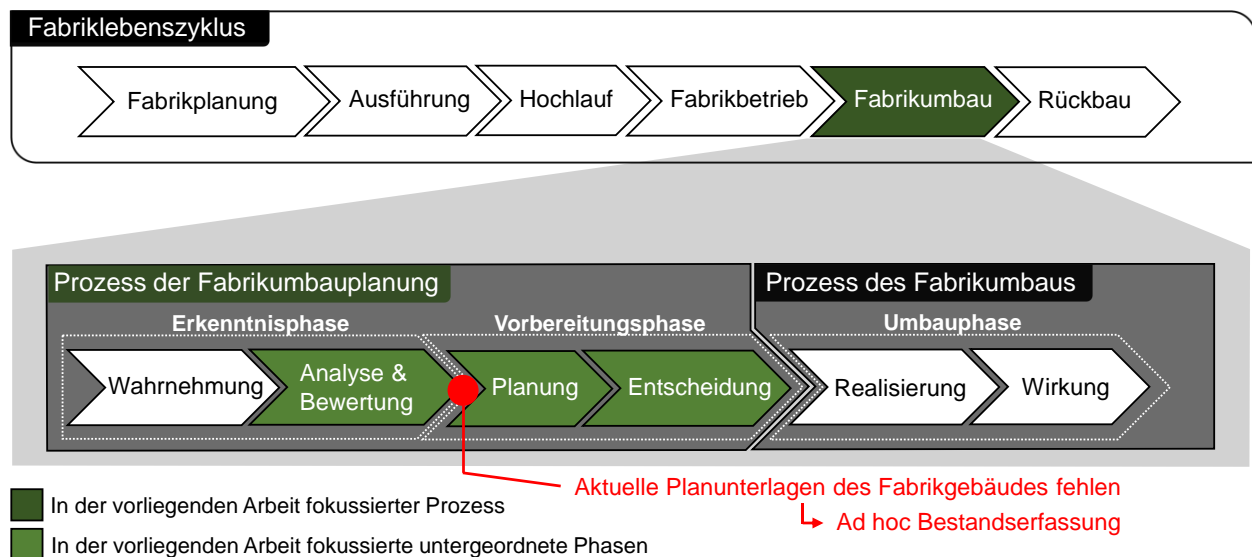 Fabriklebenszyklus
Fabrikplanung
Ausführung
Hochlauf
Fabrikbetrieb
Fabrikumbau
Rückbau
Prozess der Fabrikumbauplanung
Prozess des Fabrikumbaus
Erkenntnisphase
Vorbereitungsphase
Umbauphase
Wahrnehmung
Analyse &
Bewertung
Planung
Entscheidung
Realisierung
Wirkung
Aktuelle Planunterlagen des Fabrikgebäudes fehlen
Ad hoc Bestandserfassung
In der vorliegenden Arbeit fokussierter Prozess
In der vorliegenden Arbeit fokussierte untergeordnete Phasen